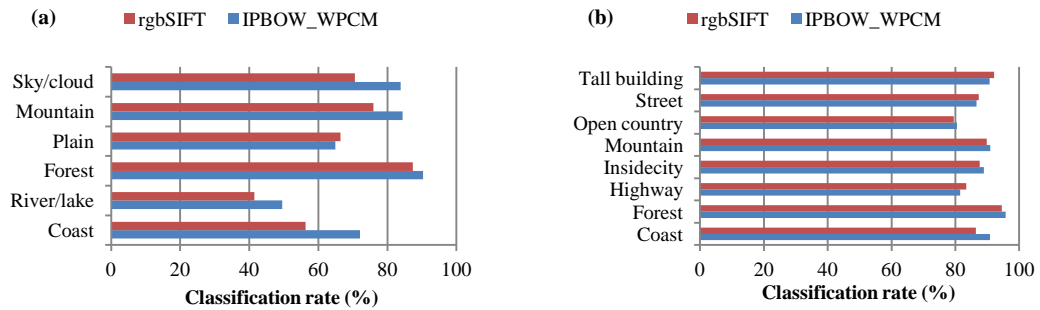 (a)
rgbSIFT IPBOW_WPCM
Sky/cloud
Mountain
Plain
Forest
River/lake
Coast
0 20 40 60 80 100
Classification rate (%)
(b)
rgbSIFT IPBOW_WPCM
Tall building
Street
Open country
Mountain
Insidecity
Highway
Forest
Coast
0 20 40 60 80 100
Classification rate (%)